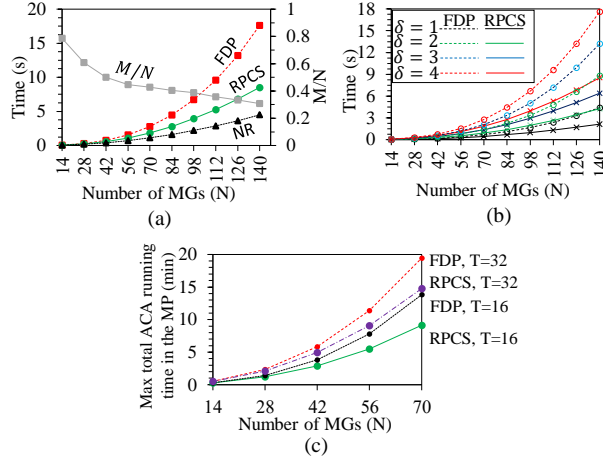 20
15
10
5
0
Time (s)
1
0.8
0.6
0.4
0.2
0
M/N
FDP
M/N
RPCS
NR
14 28 42 56 70 84 98 112 126 140
Number of MGs (N)
(a)
18
15
12
9
6
3
0
Time (s)
FDP RPCS
δ = 1
δ = 2
δ = 3
δ = 4
14 28 42 56 70 84 98 112 126 140
Number of MGs (N)
(b)
Max total ACA running
time in the MP (min)
20
15
10
5
0
FDP, T=32
RPCS, T=32
FDP, T=16
RPCS, T=16
14 28 42 56 70
Number of MGs (N)
(c)